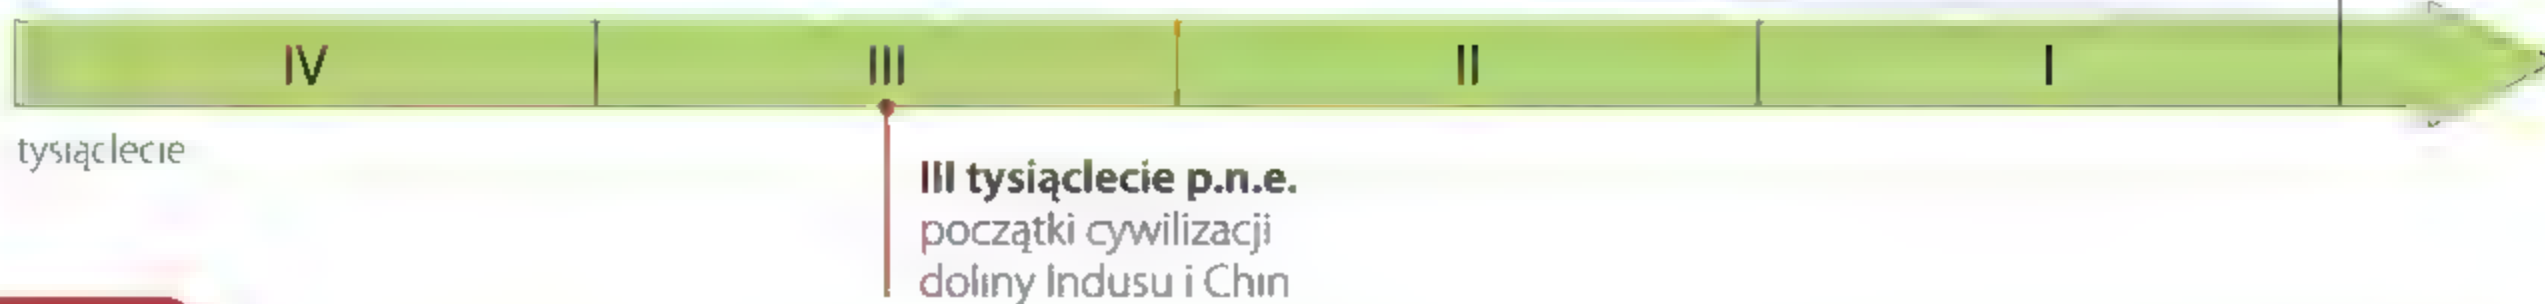 IV III II I
tysiąclecie
III tysiąclecie p.n.e.
początki cywilizacji
doliny Indusu i Chin